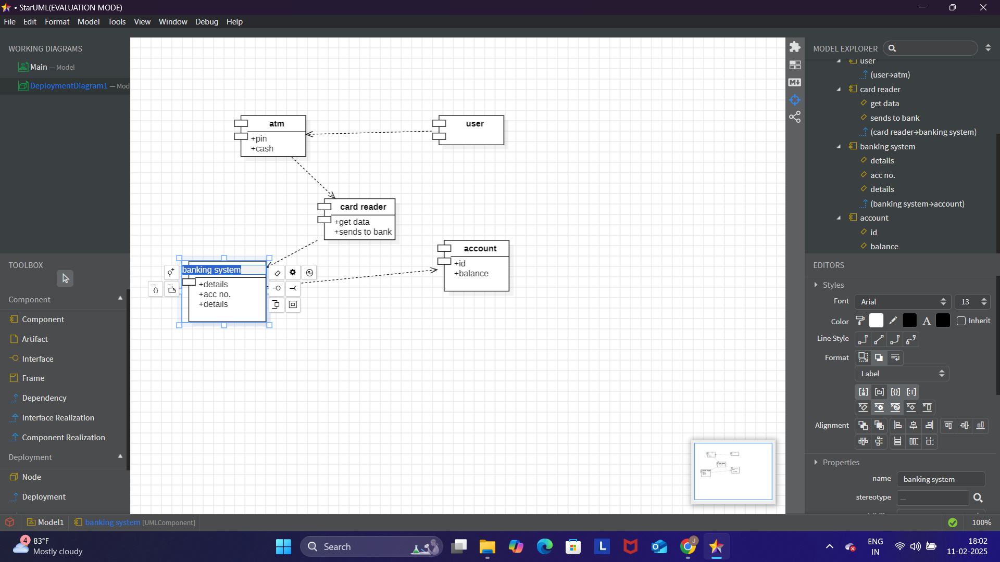 • StarUML(EVALUATION MODE)
File Edit Format Model Tools View Window Debug Help
WORKING DIAGRAMS
Main — Model
DeploymentDiagram1 — Mod
TOOLBOX
Component
Component
Artifact
Interface
Frame
Dependency
Interface Realization
Component Realization
Deployment
Node
Deployment
atm
+pin
+cash
user
card reader
+get data
+sends to bank
account
+id
+balance
banking system
+details
+acc no.
+details
MODEL EXPLORER
user
(user→atm)
card reader
get data
sends to bank
(card reader→banking system)
banking system
details
acc no.
details
(banking system→account)
account
id
balance
EDITORS
Styles
Font Arial 13
Color A Inherit
Line Style
Format
Label
Alignment
Properties
name banking system
stereotype —
Model1 banking system [UMLComponent]
100%
4 83°F
Mostly cloudy
Search
L
J
ENG
IN
18:02
11-02-2025